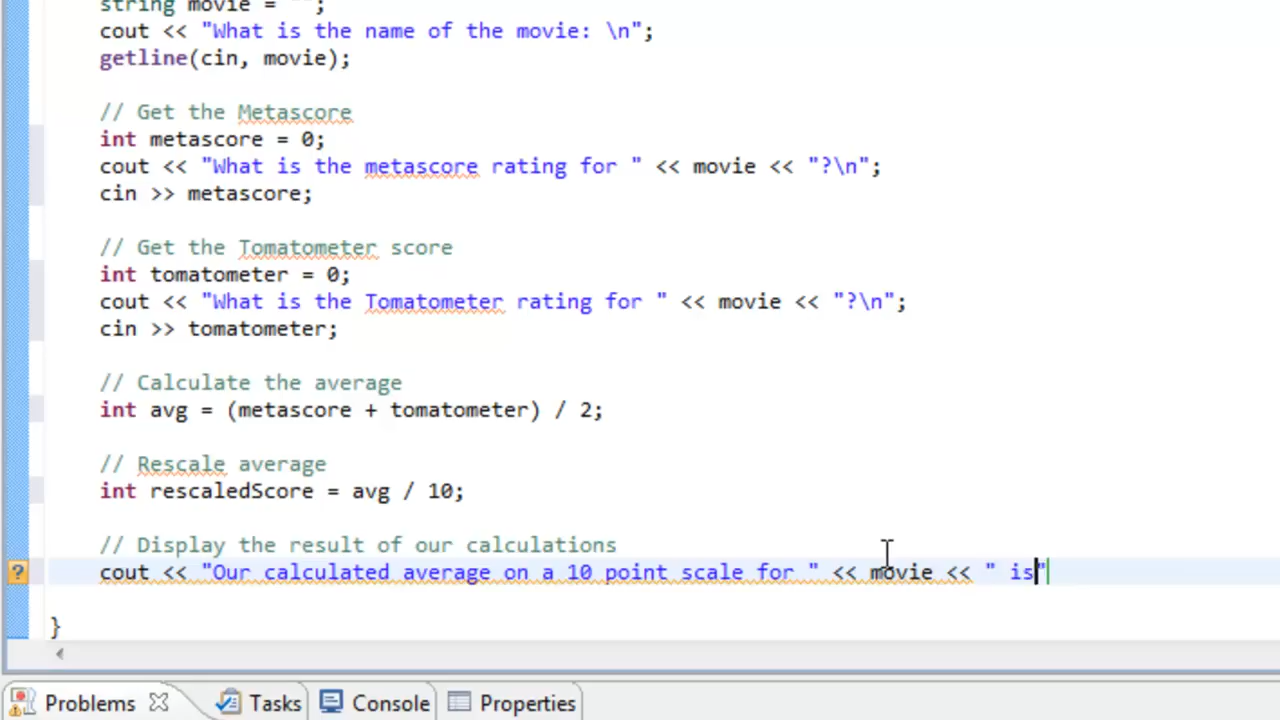 string movie = "";
cout << "What is the name of the movie: \n";
getline(cin, movie);
// Get the Metascore
int metascore = 0;
cout << "What is the metascore rating for " << movie << "?\n";
cin >> metascore;
// Get the Tomatometer score
int tomatometer = 0;
cout << "What is the Tomatometer rating for " << movie << "?\n";
cin >> tomatometer;
// Calculate the average
int avg = (metascore + tomatometer) / 2;
// Rescale average
int rescaledScore = avg / 10;
// Display the result of our calculations
cout << "Our calculated average on a 10 point scale for " << movie << " is"
}
Problems Tasks Console Properties